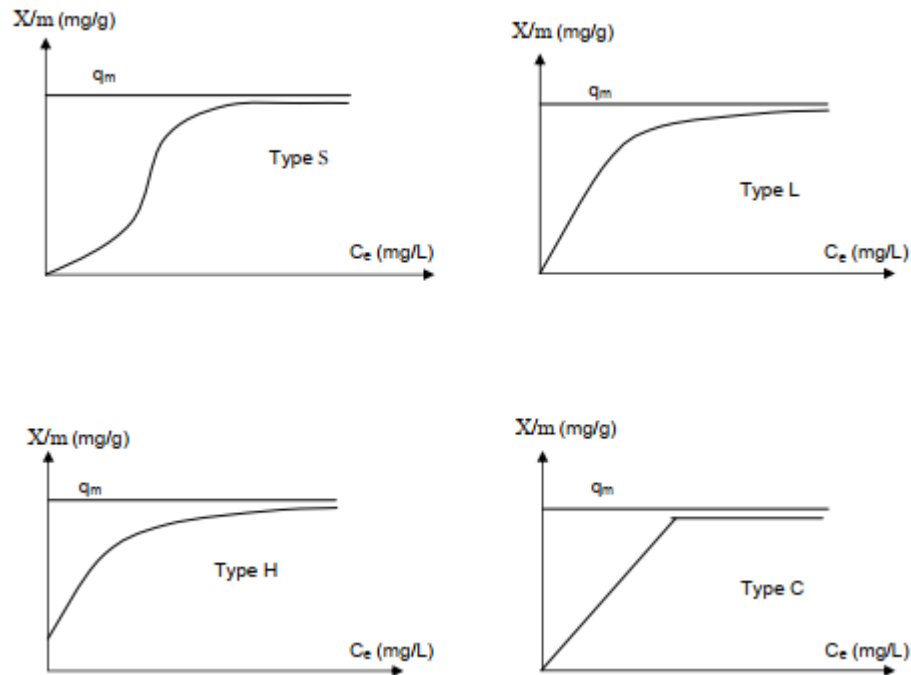 X/m (mg/g)
qm
Type S
Ce (mg/L)
X/m (mg/g)
qm
Type L
Ce (mg/L)
X/m (mg/g)
qm
Type H
Ce (mg/L)
X/m (mg/g)
qm
Type C
Ce (mg/L)